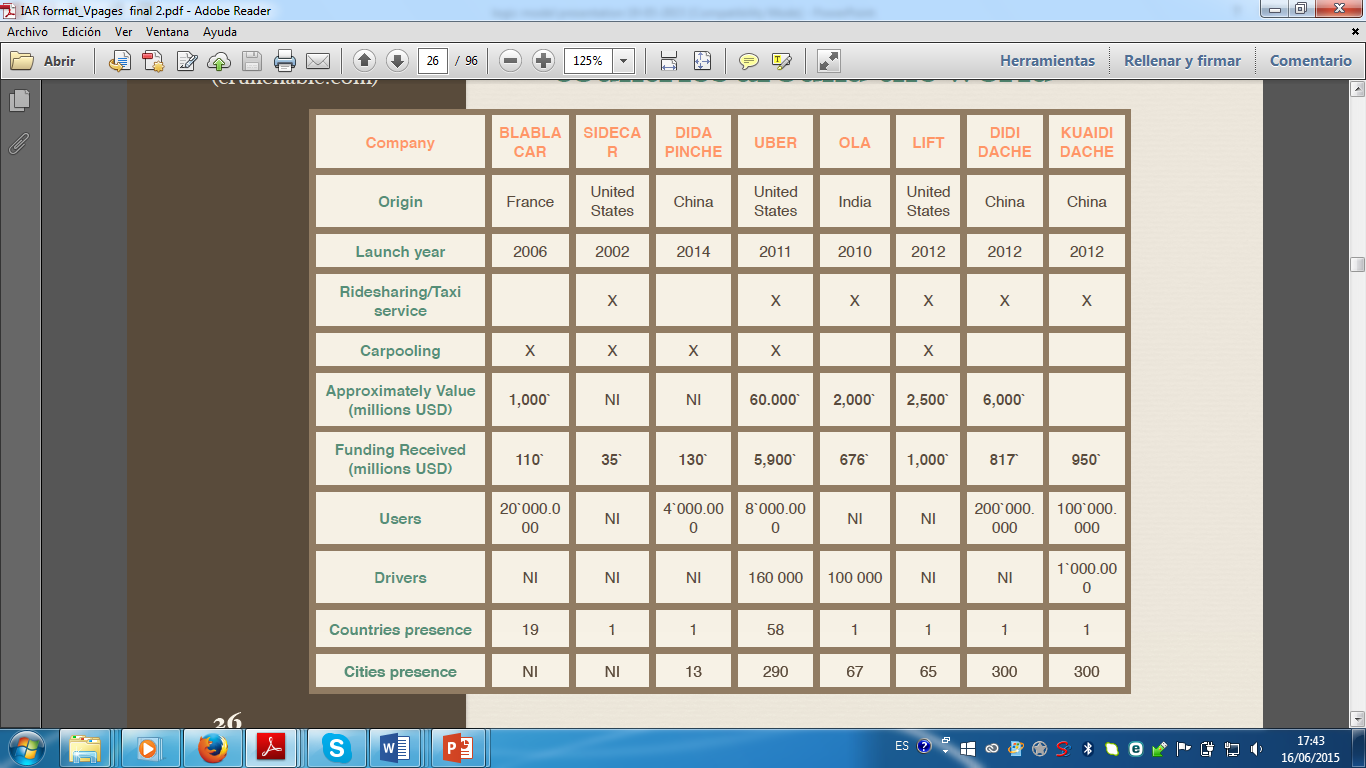 IAR format_Vpages final 2.pdf - Adobe Reader
Archivo Edición Ver Ventana Ayuda
Abrir 26 / 96 125% Herramientas Rellenar y firmar Comentario
(crunchable.com)
Company BLABLA CAR SIDECA R DIDA PINCHE UBER OLA LIFT DIDI DACHE KUAIDI DACHE
Origin France United States China United States India United States China China
Launch year 2006 2002 2014 2011 2010 2012 2012 2012
Ridesharing/Taxi service X X X X X X
Carpooling X X X X X
Approximately Value (millions USD) 1,000` NI NI 60.000` 2,000` 2,500` 6,000`
Funding Received (millions USD) 110` 35` 130` 5,900` 676` 1,000` 817` 950`
Users 20`000.0 00 NI 4`000.00 0 8`000.00 0 NI NI 200`000. 000 100`000. 000
Drivers NI NI NI 160 000 100 000 NI NI 1`000.00 0
Countries presence 19 1 1 58 1 1 1 1
Cities presence NI NI 13 290 67 65 300 300
26
ES 17:43
16/06/2015